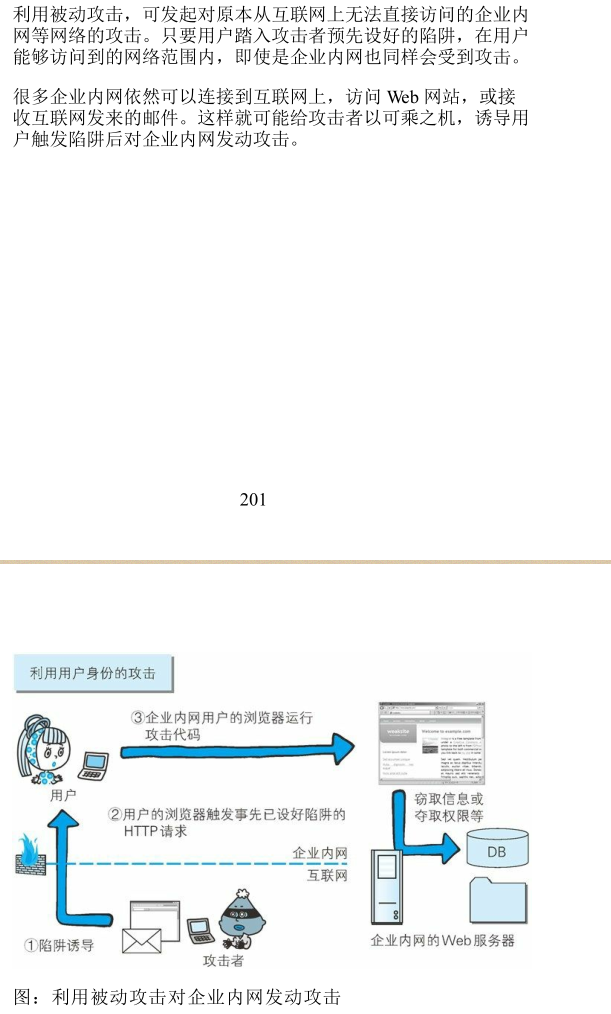 利用被动攻击，可发起对原本从互联网上无法直接访问的企业内
网等网络的攻击。只要用户踏入攻击者预先设好的陷阱，在用户
能够访问到的网络范围内，即使是企业内网也同样会受到攻击。
很多企业内网依然可以连接到互联网上，访问 Web 网站，或接
收互联网发来的邮件。这样就可能给攻击者以可乘之机，诱导用
户触发陷阱后对企业内网发动攻击。
201
利用用户身份的攻击
③企业内网用户的浏览器运行
攻击代码
Welcome to example.com
用户
窃取信息或
夺取权限等
②用户的浏览器触发事先已设好陷阱的
HTTP请求
DB
企业内网
互联网
①陷阱诱导
攻击者
企业内网的Web服务器
图：利用被动攻击对企业内网发动攻击